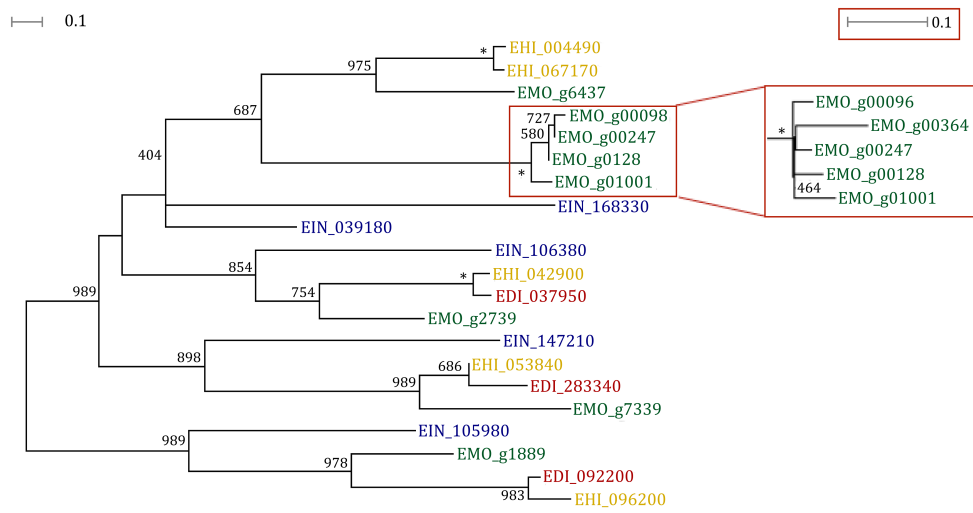 0.1
0.1
EHI_004490
*
975
EHI_067170
EMO_g6437
687
EMO_g00098
727
580
EMO_g00247
EMO_g0128
*
EMO_g01001
EMO_g00096
EMO_g00364
*
EMO_g00247
EMO_g00128
464
EMO_g01001
404
EIN_168330
EIN_039180
EIN_106380
854
EHI_042900
*
754
EDI_037950
EMO_g2739
989
EIN_147210
898
EHI_053840
686
989
EDI_283340
EMO_g7339
EIN_105980
989
EMO_g1889
978
EDI_092200
983
EHI_096200